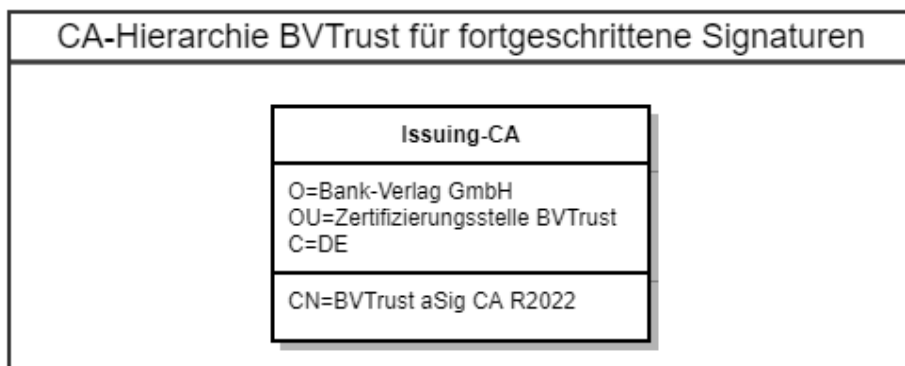 CA-Hierarchie BVTrust für fortgeschrittene Signaturen
Issuing-CA
O=Bank-Verlag GmbH
OU=Zertifizierungsstelle BVTrust
C=DE
CN=BVTrust aSig CA R2022